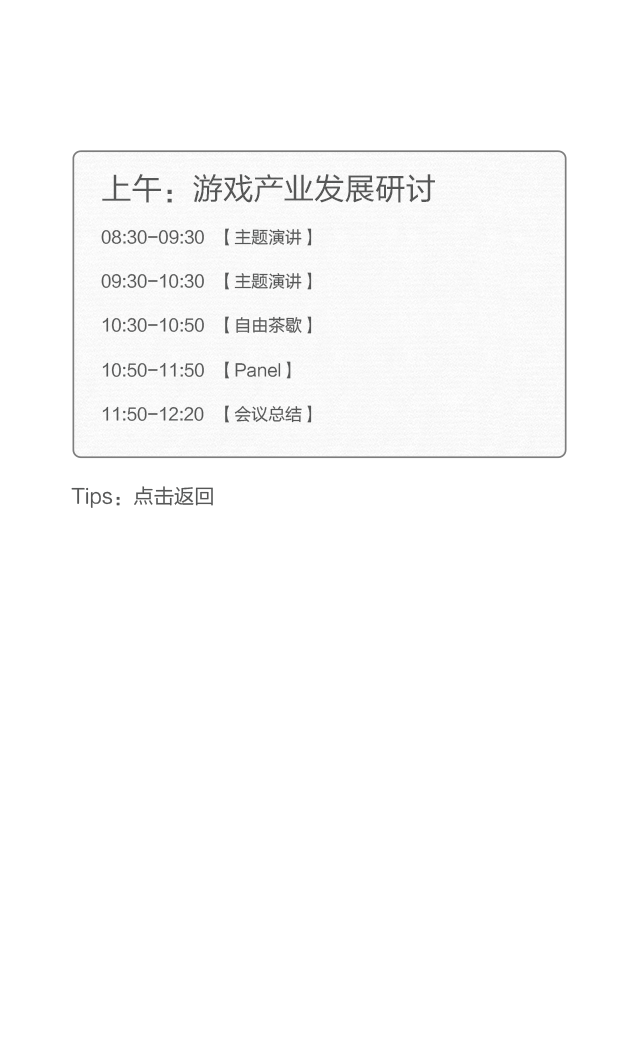 上午：游戏产业发展研讨
08:30-09:30 【主题演讲】
09:30-10:30 【主题演讲】
10:30-10:50 【自由茶歇】
10:50-11:50 【Panel】
11:50-12:20 【会议总结】
Tips：点击返回